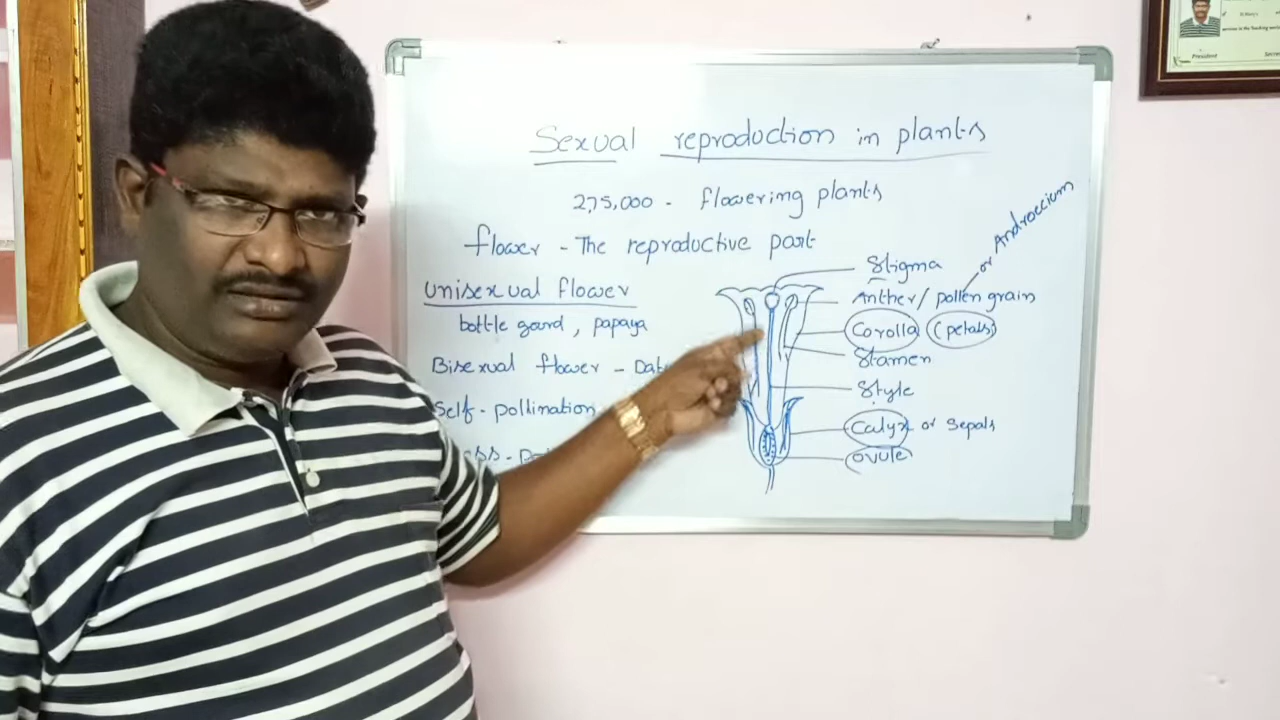 Sexual reproduction in plants
275,000 - flowering plants
flower - The reproductive part
unisexual flower
bottle gourd, papaya
Bisexual flower -
Self - pollination
Stigma
Anther/ pollen grain
or Androecium
Corolla (petals)
Stamen
Style
Calyx or sepals
ovule
President